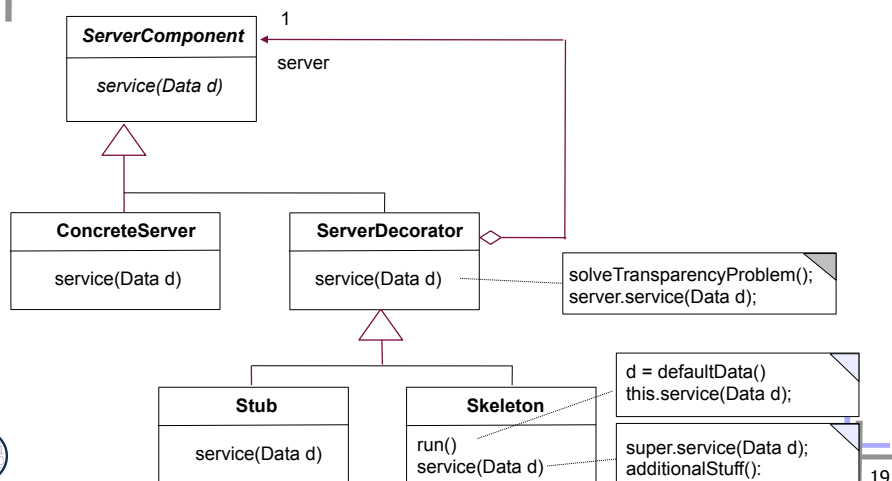 1
ServerComponent
server
service(Data d)
ConcreteServer
ServerDecorator
service(Data d)
service(Data d)
solveTransparencyProblem();
server.service(Data d);
d = defaultData()
this.service(Data d);
Stub
Skeleton
service(Data d)
run()
service(Data d)
super.service(Data d);
additionalStuff():
19